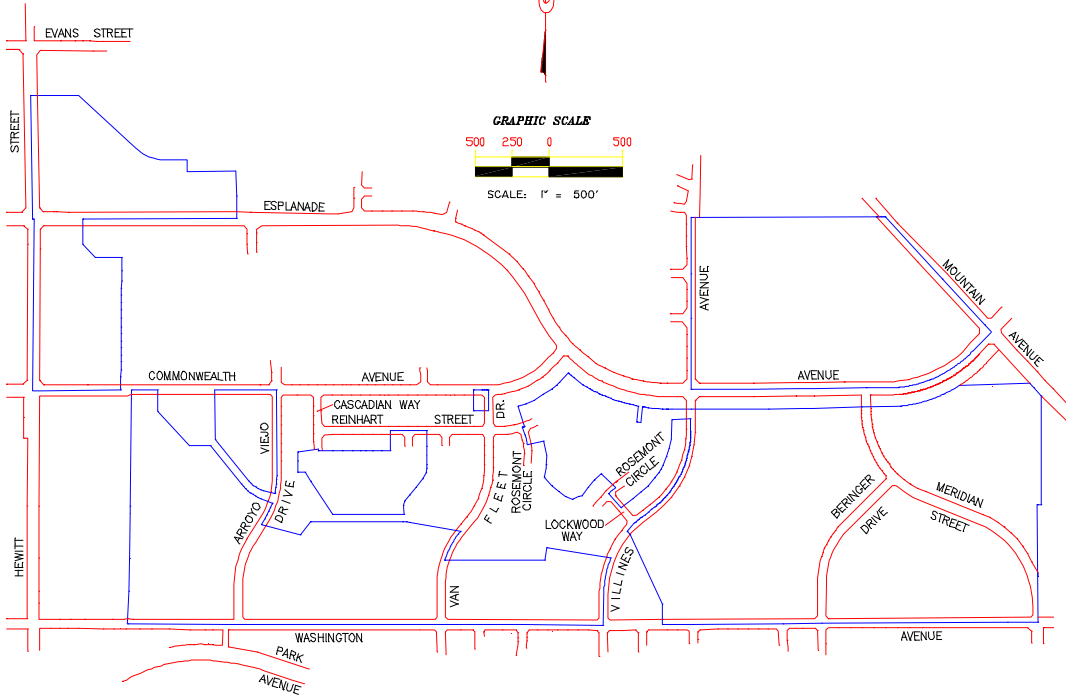 EVANS STREET
STREET
GRAPHIC SCALE
500 250 0 500
SCALE: 1" = 500'
ESPLANADE
MOUNTAIN
AVENUE
AVENUE
COMMONWEALTH AVENUE AVENUE
CASCADIAN WAY
REINHART STREET
DR.
VIEJO
ROSEMONT
CIRCLE
ROSEMONT
CIRCLE
FLEET
DRIVE
ARROYO
LOCKWOOD
WAY
BERINGER
DRIVE
MERIDIAN
STREET
HEWITT
VAN
VILLINES
WASHINGTON AVENUE
PARK
AVENUE